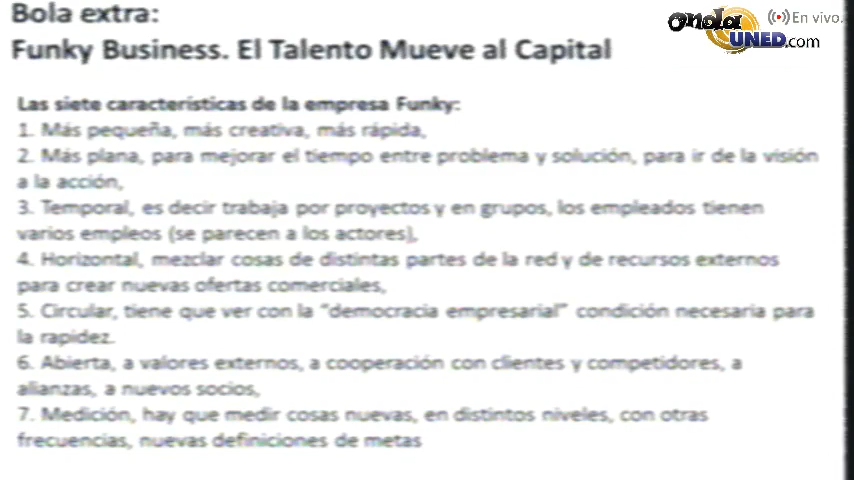 Bola extra:
Funky Business. El Talento Mueve al Capital
Onda
UNED.com
En vivo.
Las siete características de la empresa Funky:
1. Más pequeña, más creativa, más rápida,
2. Más plana, para mejorar el tiempo entre problema y solución, para ir de la visión
a la acción,
3. Temporal, es decir trabaja por proyectos y en grupos, los empleados tienen
varios empleos (se parecen a los actores),
4. Horizontal, mezclar cosas de distintas partes de la red y de recursos externos
para crear nuevas ofertas comerciales,
5. Circular, tiene que ver con la "democracia empresarial" condición necesaria para
la rapidez.
6. Abierta, a valores externos, a cooperación con clientes y competidores, a
alianzas, a nuevos socios,
7. Medición, hay que medir cosas nuevas, en distintos niveles, con otras
frecuencias, nuevas definiciones de metas